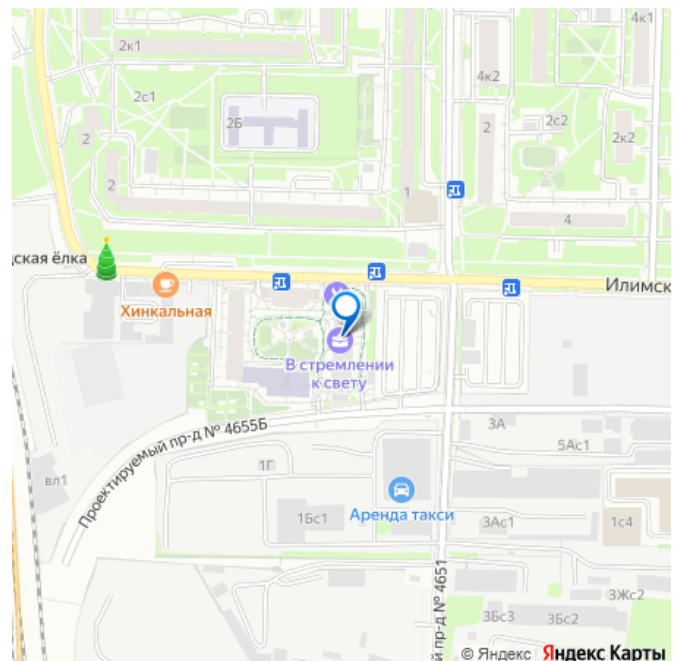 4к1
2к1
4к2
2с1
2Б
2
2с2
2
2к2
2
1
4
дская ёлка
Илимск
Хинкальная
В стремлении
к свету
Проектируемый пр-д № 4655Б
3А
5Ас1
1Г
вл1
Аренда такси
1Бс1
3Ас1
1с4
й пр-д № 4651
3Жс2
3Бс3
3Бс2
© Яндекс Яндекс Карты